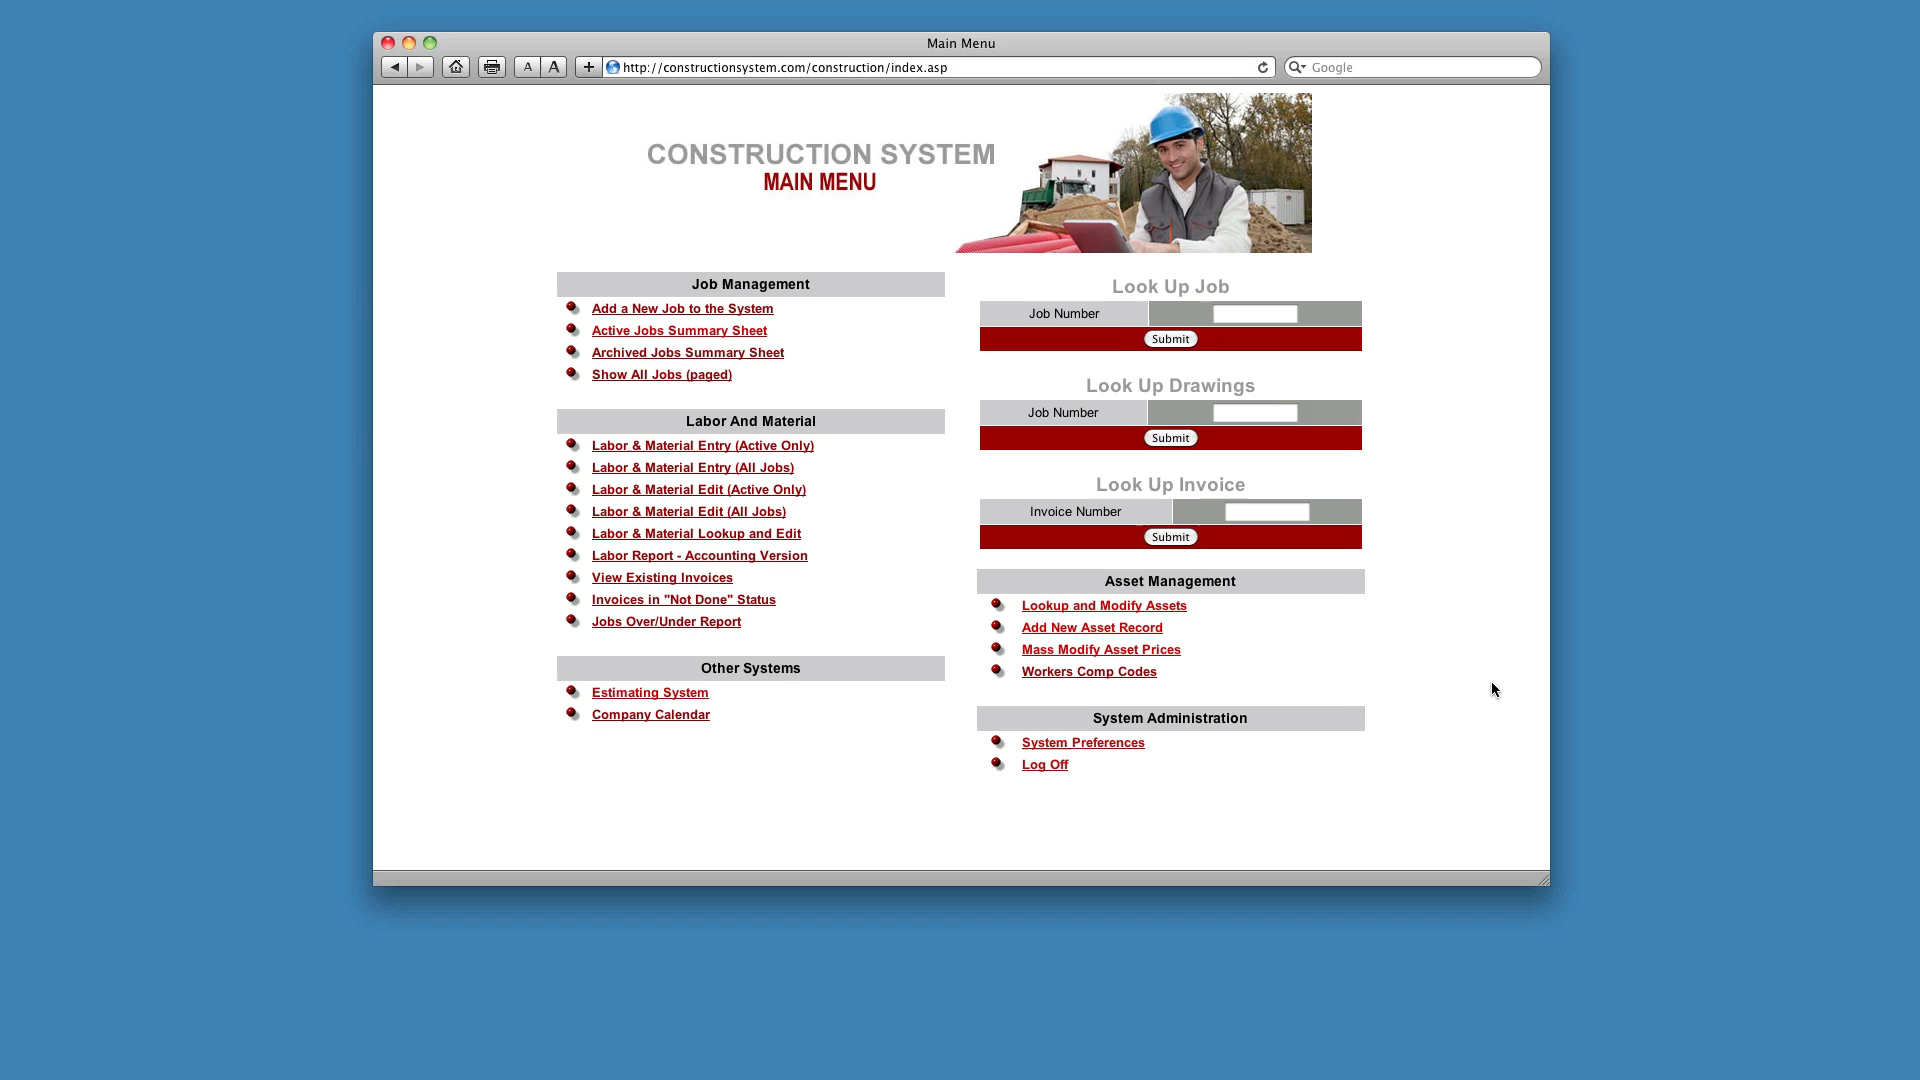 Main Menu
A A + http://constructionsystem.com/construction/index.asp Google
CONSTRUCTION SYSTEM
MAIN MENU
Job Management
Add a New Job to the System
Active Jobs Summary Sheet
Archived Jobs Summary Sheet
Show All Jobs (paged)
Labor And Material
Labor & Material Entry (Active Only)
Labor & Material Entry (All Jobs)
Labor & Material Edit (Active Only)
Labor & Material Edit (All Jobs)
Labor & Material Lookup and Edit
Labor Report - Accounting Version
View Existing Invoices
Invoices in "Not Done" Status
Jobs Over/Under Report
Other Systems
Estimating System
Company Calendar
Look Up Job
Job Number
Submit
Look Up Drawings
Job Number
Submit
Look Up Invoice
Invoice Number
Submit
Asset Management
Lookup and Modify Assets
Add New Asset Record
Mass Modify Asset Prices
Workers Comp Codes
System Administration
System Preferences
Log Off